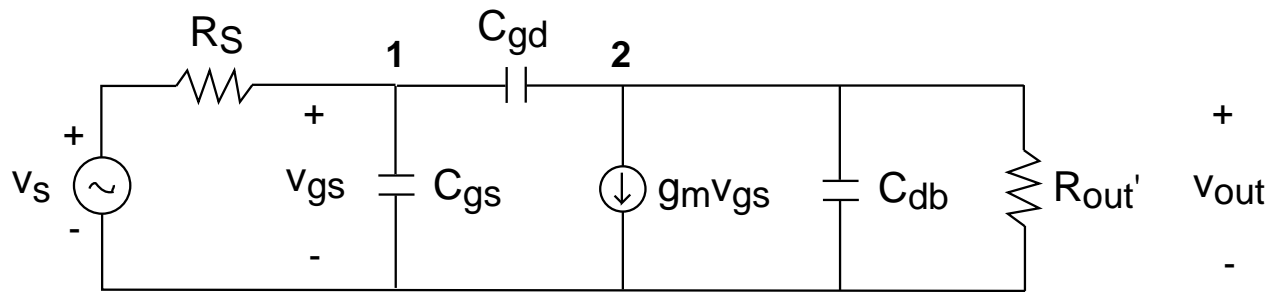 RS
1
Cgd
2
+
vs
-
+
vgs
-
Cgs
gmvgs
Cdb
Rout'
+
vout
-